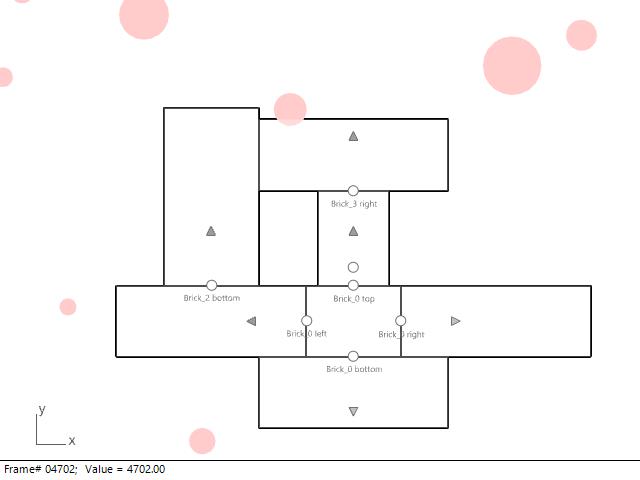 Brick_3 right
Brick_2 bottom
Brick_0 top
Brick_0 left
Brick_0 right
Brick_0 bottom
y
x
Frame# 04702; Value = 4702.00